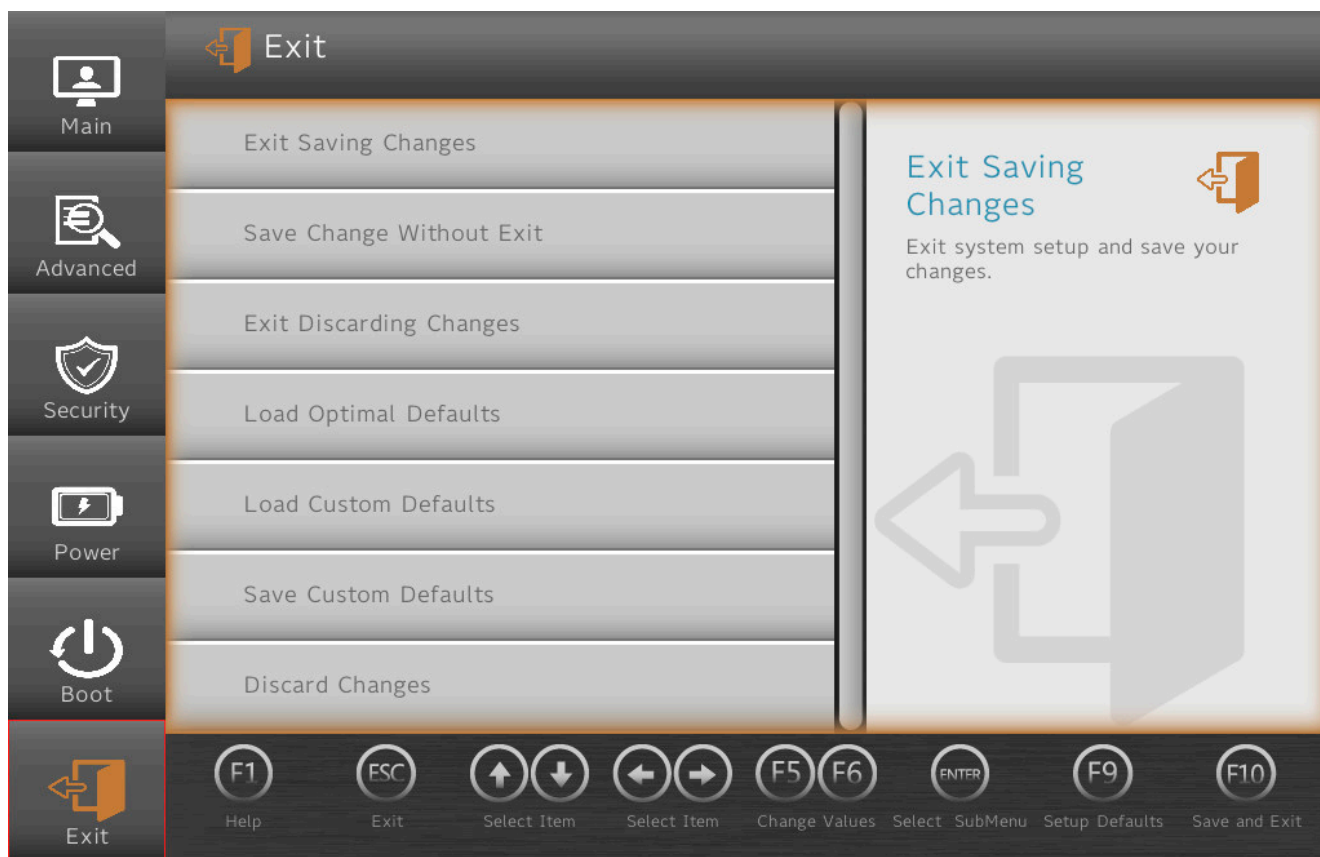 Exit
Main
Advanced
Security
Power
Boot
Exit
Exit Saving Changes
Save Change Without Exit
Exit Discarding Changes
Load Optimal Defaults
Load Custom Defaults
Save Custom Defaults
Discard Changes
Exit Saving
Changes
Exit system setup and save your
changes.
F1 ESC F5 F6 ENTER F9 F10
Help Exit Select Item Select Item Change Values Select SubMenu Setup Defaults Save and Exit